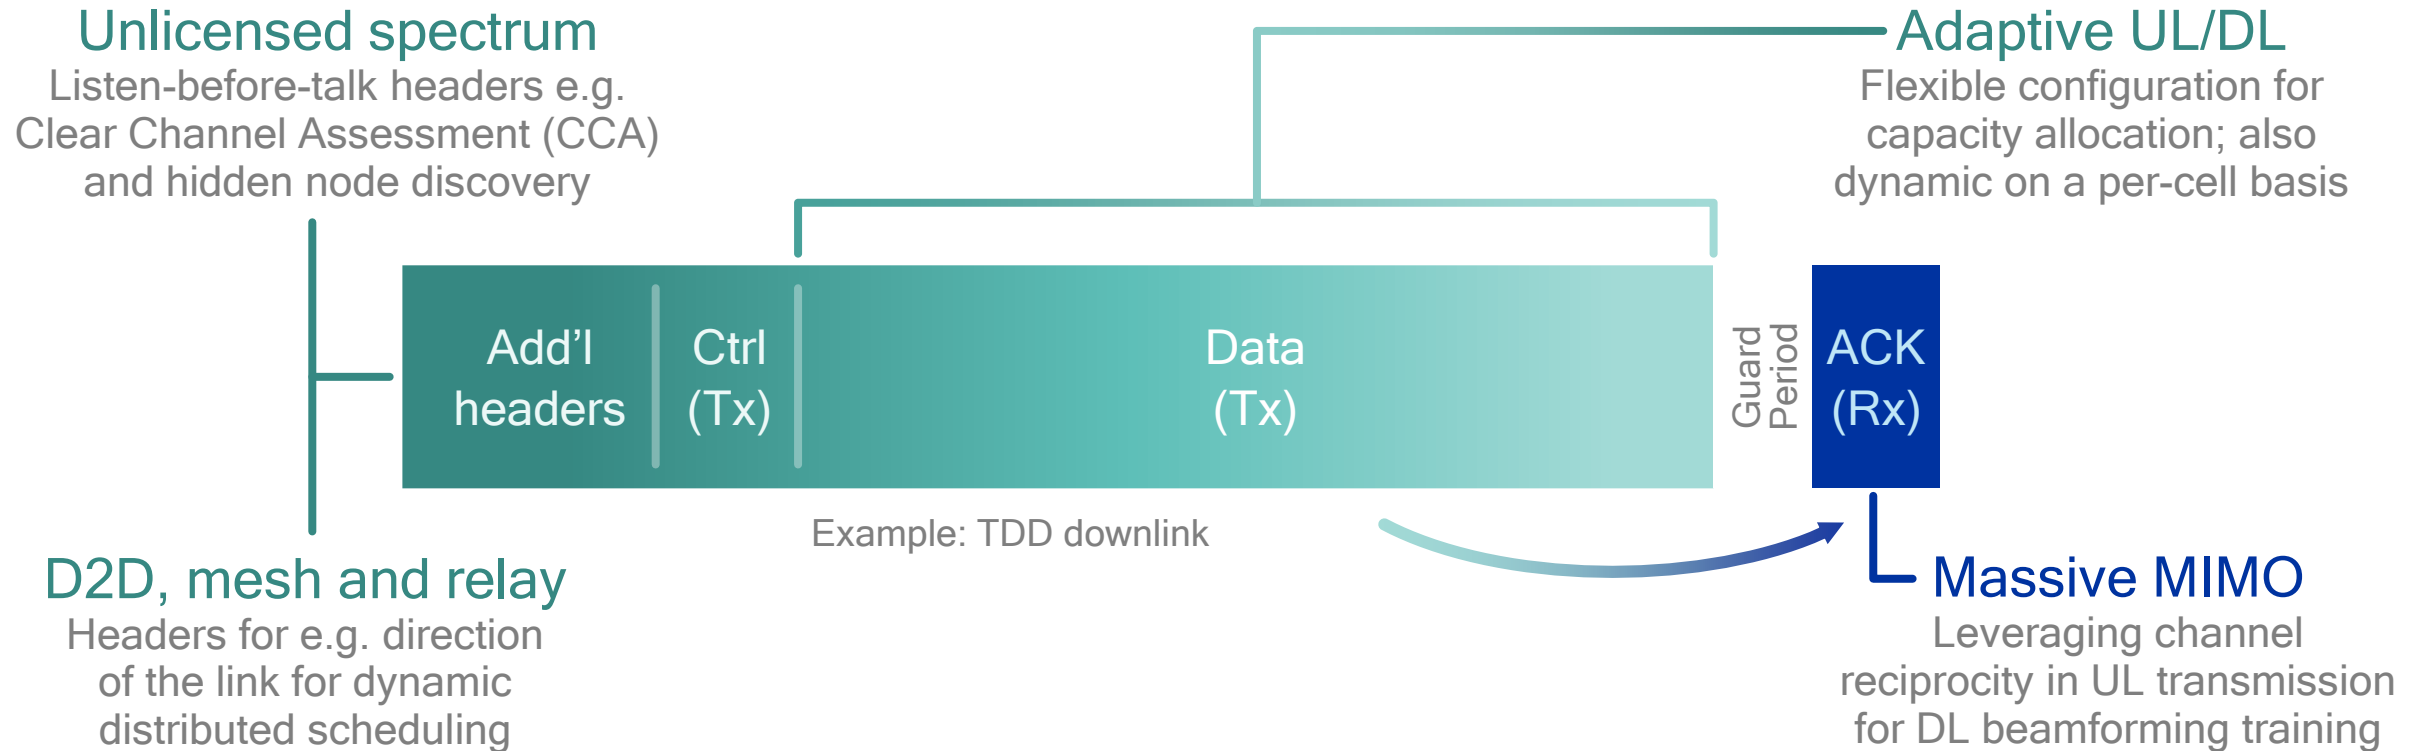 Unlicensed spectrum
Listen-before-talk headers e.g.
Clear Channel Assessment (CCA)
and hidden node discovery
Adaptive UL/DL
Flexible configuration for
capacity allocation; also
dynamic on a per-cell basis
Add’l
headers
Ctrl
(Tx)
Data
(Tx)
Guard
Period
ACK
(Rx)
Example: TDD downlink
D2D, mesh and relay
Headers for e.g. direction
of the link for dynamic
distributed scheduling
Massive MIMO
Leveraging channel
reciprocity in UL transmission
for DL beamforming training